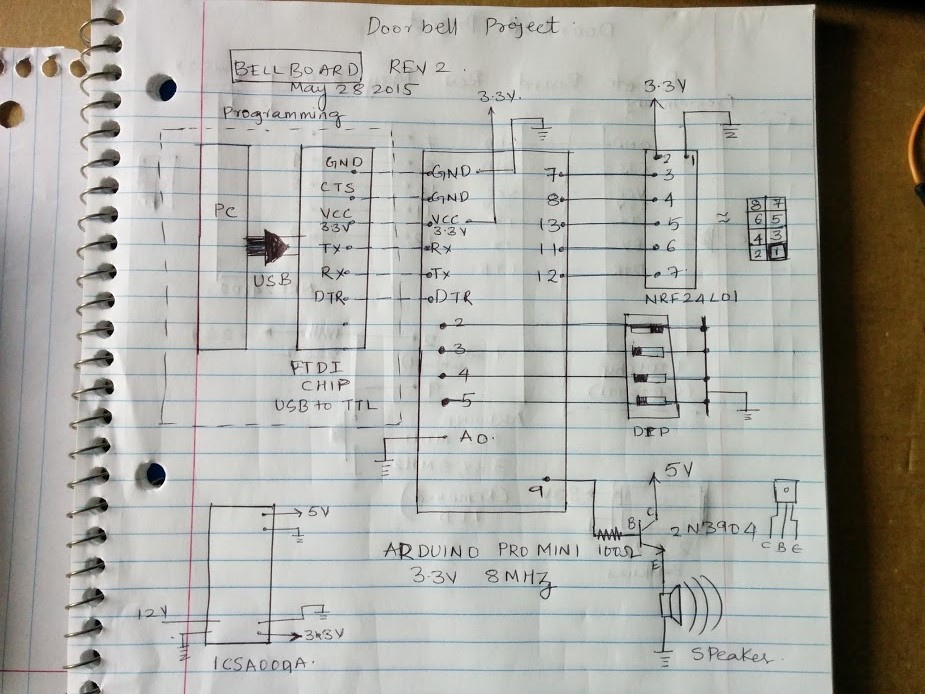 Doorbell Project
BELLBOARD REV 2.
May 28 2015
Programming
3.3V.
3.3V
PC
USB
GND
CTS
VCC
3.3V
TX
RX
DTR
FTDI
CHIP
USB to TTL
GND
GND
VCC
3.3V
Rx
Tx
DTR
2
3
4
5
A0.
7
8
13
11
12
9
2 1
3
4
5
6
7
NRF24L01
≈
8 7
6 5
4 3
2 1
DIP
ARDUINO PRO MINI
3.3V 8MHz
100Ω
B
C
E
5V
2N3904
C B E
Speaker.
5V
12V
3.3V